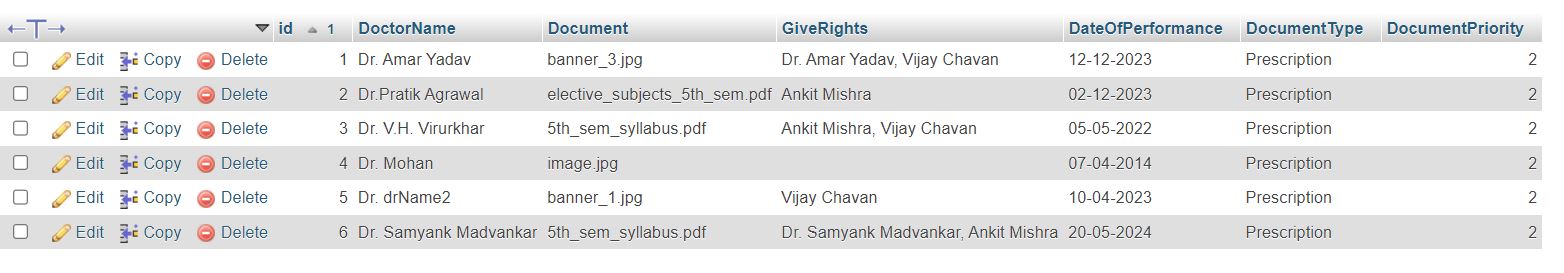 id 1 DoctorName Document GiveRights DateOfPerformance DocumentType DocumentPriority
Edit Copy Delete 1 Dr. Amar Yadav banner_3.jpg Dr. Amar Yadav, Vijay Chavan 12-12-2023 Prescription 2
Edit Copy Delete 2 Dr.Pratik Agrawal elective_subjects_5th_sem.pdf Ankit Mishra 02-12-2023 Prescription 2
Edit Copy Delete 3 Dr. V.H. Virurkhar 5th_sem_syllabus.pdf Ankit Mishra, Vijay Chavan 05-05-2022 Prescription 2
Edit Copy Delete 4 Dr. Mohan image.jpg 07-04-2014 Prescription 2
Edit Copy Delete 5 Dr. drName2 banner_1.jpg Vijay Chavan 10-04-2023 Prescription 2
Edit Copy Delete 6 Dr. Samyank Madvankar 5th_sem_syllabus.pdf Dr. Samyank Madvankar, Ankit Mishra 20-05-2024 Prescription 2